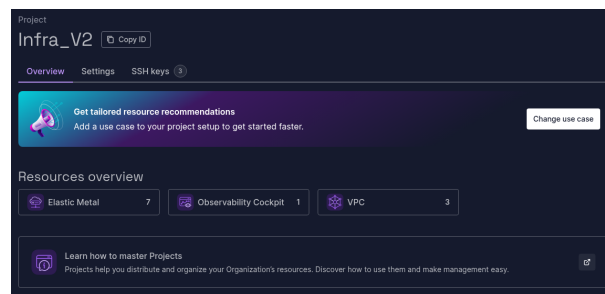 Project
Infra_V2 Copy ID
Overview Settings SSH keys 3
Get tailored resource recommendations
Add a use case to your project setup to get started faster.
Change use case
Resources overview
Elastic Metal 7 Observability Cockpit 1 VPC 3
Learn how to master Projects
Projects help you distribute and organize your Organization's resources. Discover how to use them and make management easy.